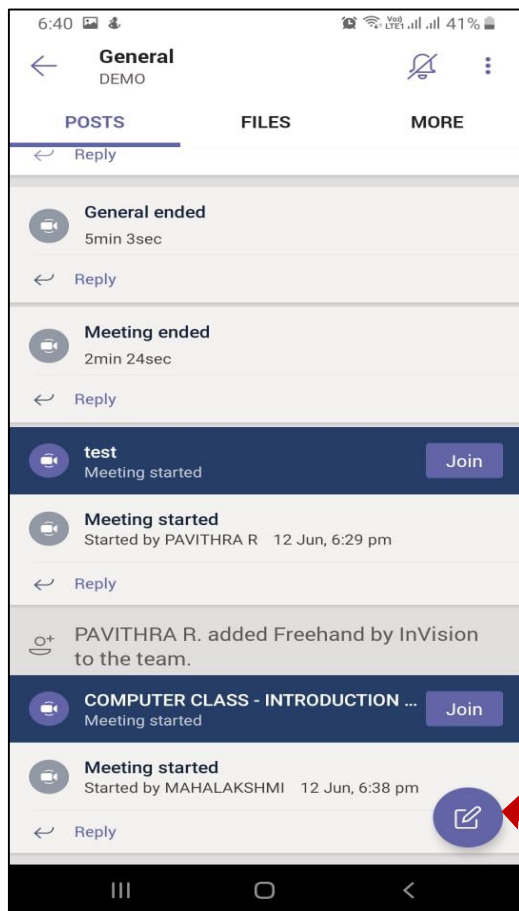 6:40 Vo)) LTE1 41%
General
DEMO
POSTS FILES MORE
Reply
General ended
5min 3sec
Reply
Meeting ended
2min 24sec
Reply
test
Meeting started
Join
Meeting started
Started by PAVITHRA R 12 Jun, 6:29 pm
Reply
PAVITHRA R. added Freehand by InVision
to the team.
COMPUTER CLASS - INTRODUCTION ...
Meeting started
Join
Meeting started
Started by MAHALAKSHMI 12 Jun, 6:38 pm
Reply